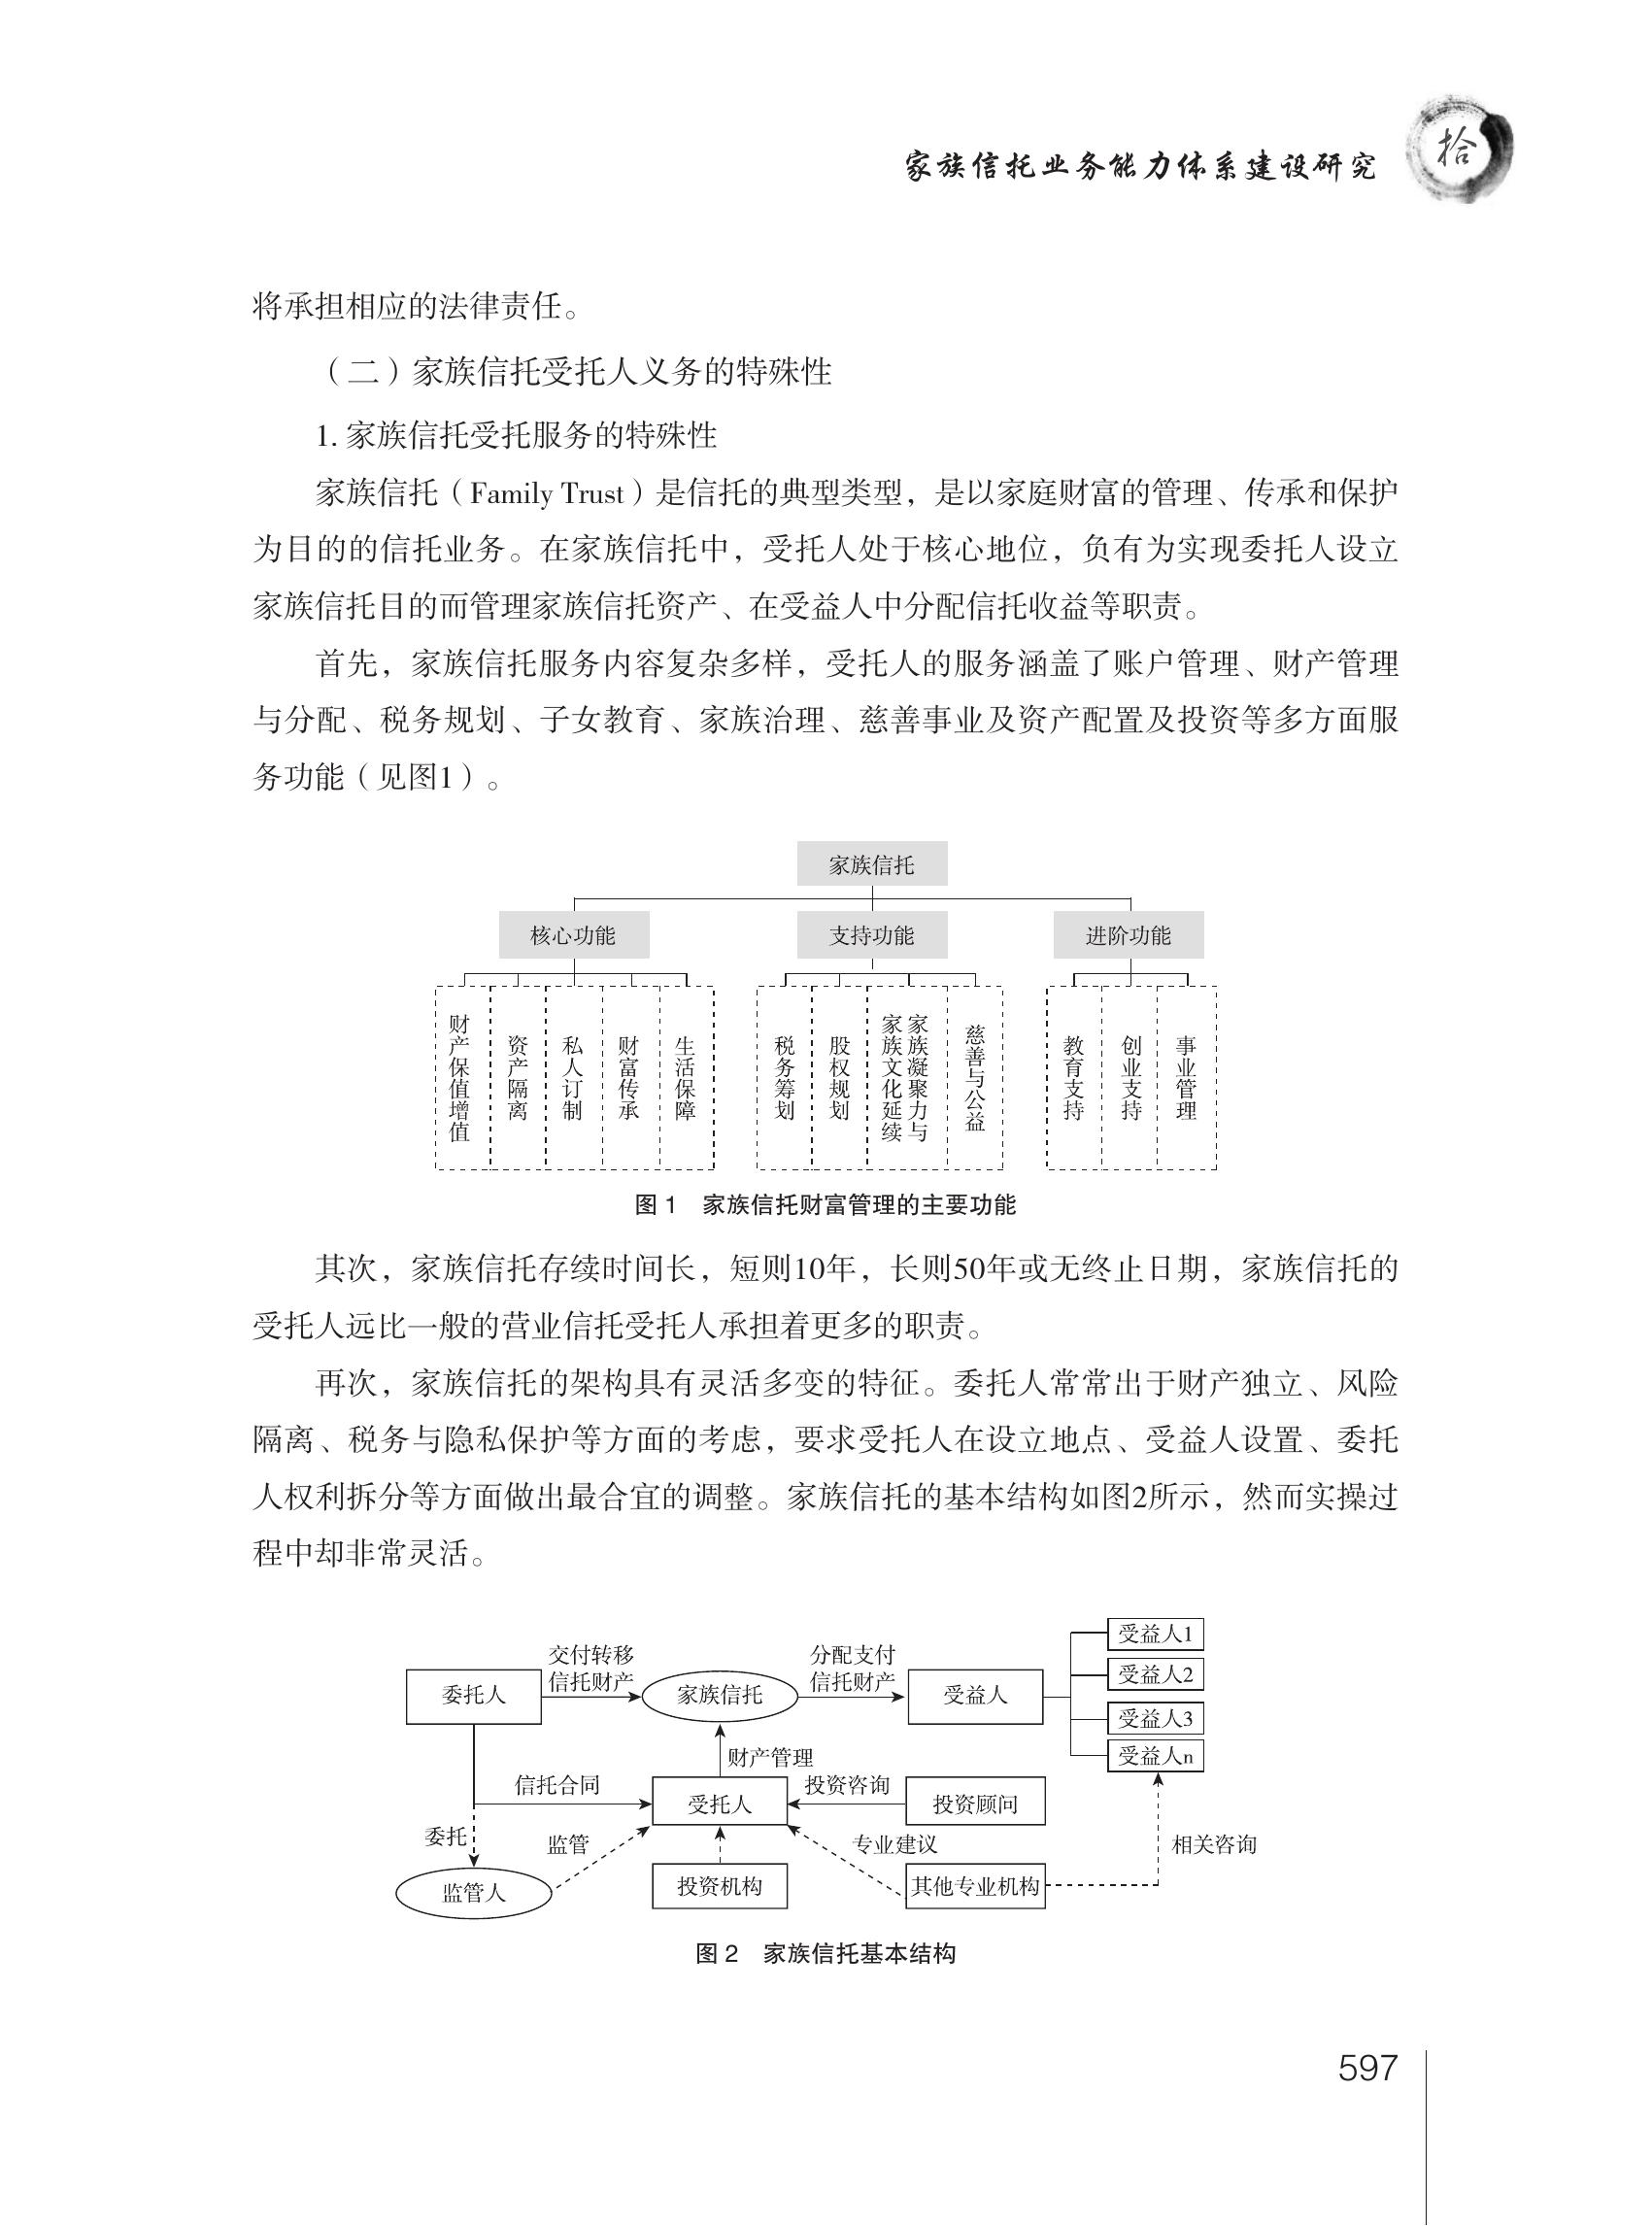 家族信托业务能力体系建设研究
拾
将承担相应的法律责任。
（二）家族信托受托人义务的特殊性
1. 家族信托受托服务的特殊性
家族信托（Family Trust）是信托的典型类型，是以家庭财富的管理、传承和保护
为目的的信托业务。在家族信托中，受托人处于核心地位，负有为实现委托人设立
家族信托目的而管理家族信托资产、在受益人中分配信托收益等职责。
首先，家族信托服务内容复杂多样，受托人的服务涵盖了账户管理、财产管理
与分配、税务规划、子女教育、家族治理、慈善事业及资产配置及投资等多方面服
务功能（见图1）。
家族信托
核心功能
支持功能
进阶功能
财产保值增值
资产隔离
私人订制
财富传承
生活保障
税务筹划
股权规划
家族凝聚力与
家族文化延续
慈善与公益
教育支持
创业支持
事业管理
图 1 家族信托财富管理的主要功能
其次，家族信托存续时间长，短则10年，长则50年或无终止日期，家族信托的
受托人远比一般的营业信托受托人承担着更多的职责。
再次，家族信托的架构具有灵活多变的特征。委托人常常出于财产独立、风险
隔离、税务与隐私保护等方面的考虑，要求受托人在设立地点、受益人设置、委托
人权利拆分等方面做出最合宜的调整。家族信托的基本结构如图2所示，然而实操过
程中却非常灵活。
委托人
交付转移
信托财产
家族信托
分配支付
信托财产
受益人
受益人1
受益人2
受益人3
受益人n
财产管理
信托合同
受托人
投资咨询
投资顾问
委托
监管
专业建议
相关咨询
监管人
投资机构
其他专业机构
图 2 家族信托基本结构
597